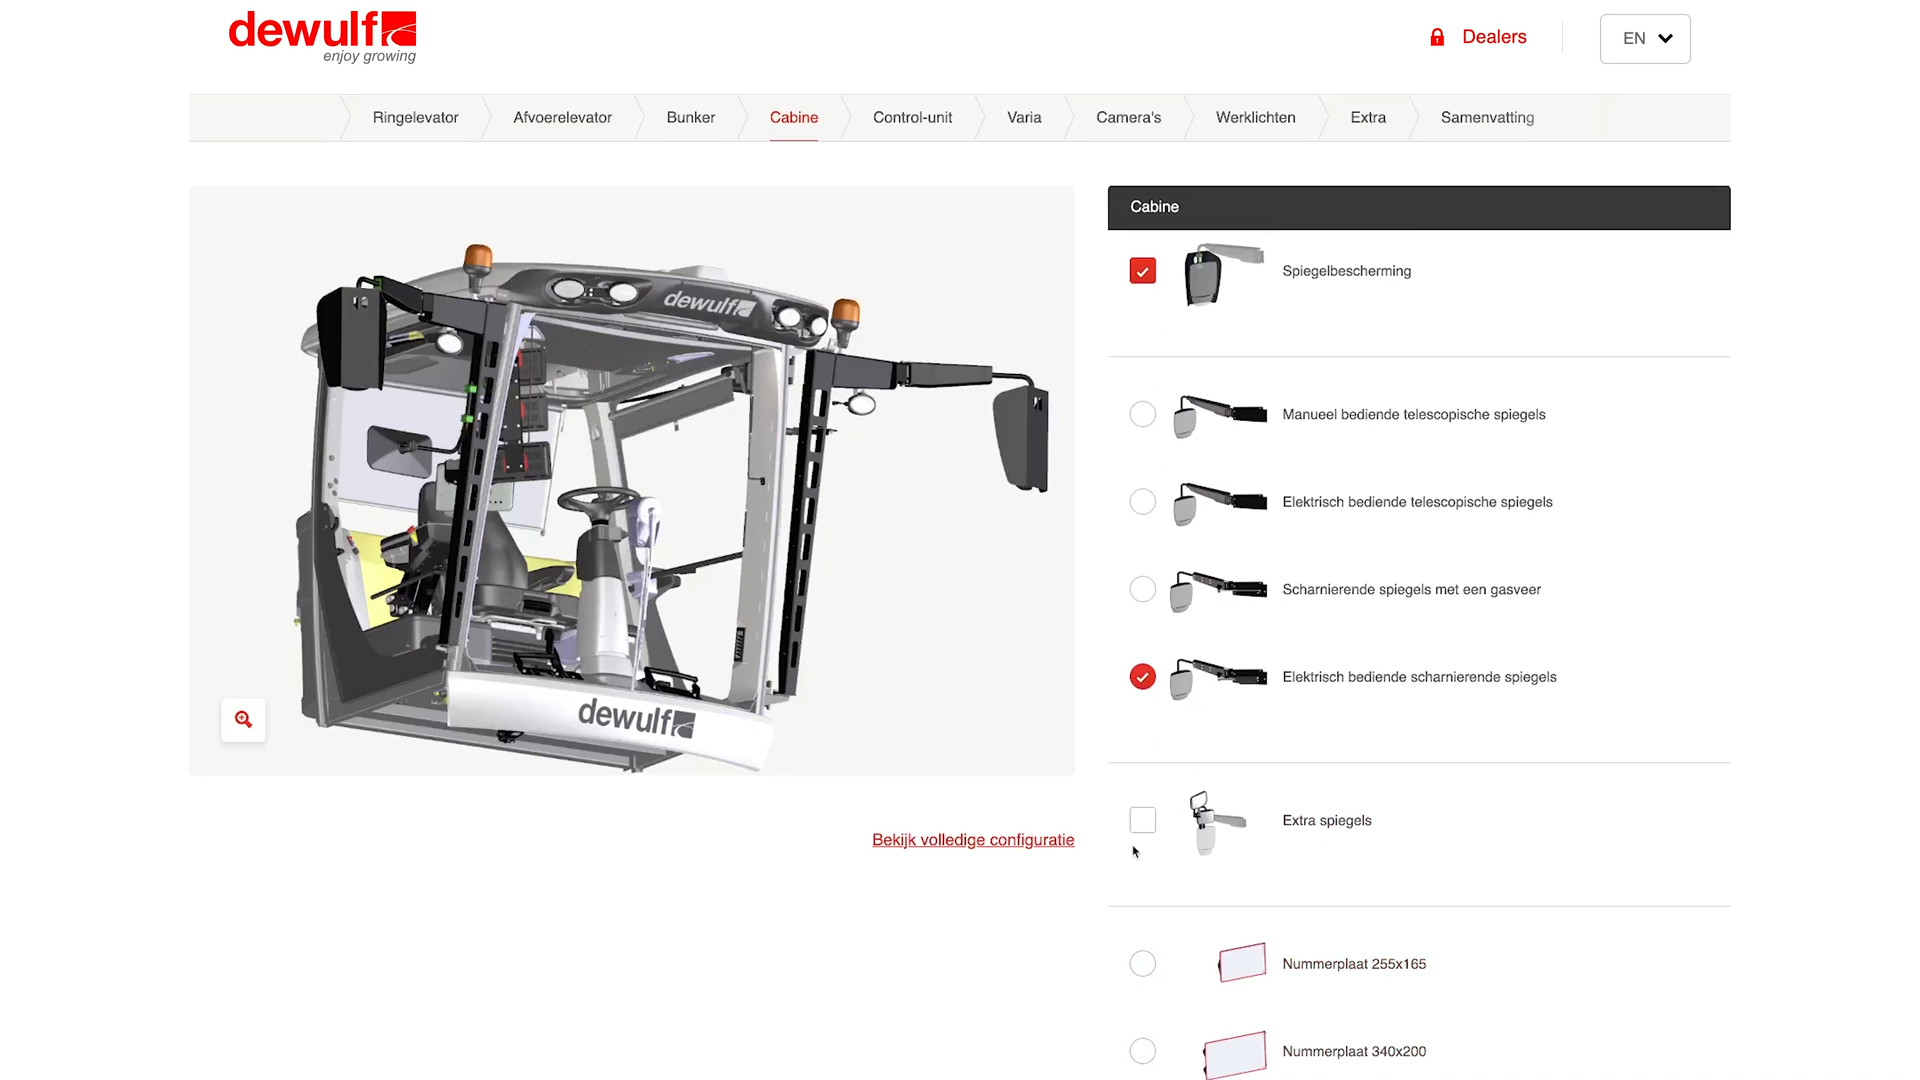 dewulf
enjoy growing
Dealers
EN
Ringelevator
Afvoerelevator
Bunker
Cabine
Control-unit
Varia
Camera's
Werklichten
Extra
Samenvatting
dewulf
dewulf
Bekijk volledige configuratie
Cabine
Spiegelbescherming
Manueel bediende telescopische spiegels
Elektrisch bediende telescopische spiegels
Scharnierende spiegels met een gasveer
Elektrisch bediende scharnierende spiegels
Extra spiegels
Nummerplaat 255x165
Nummerplaat 340x200